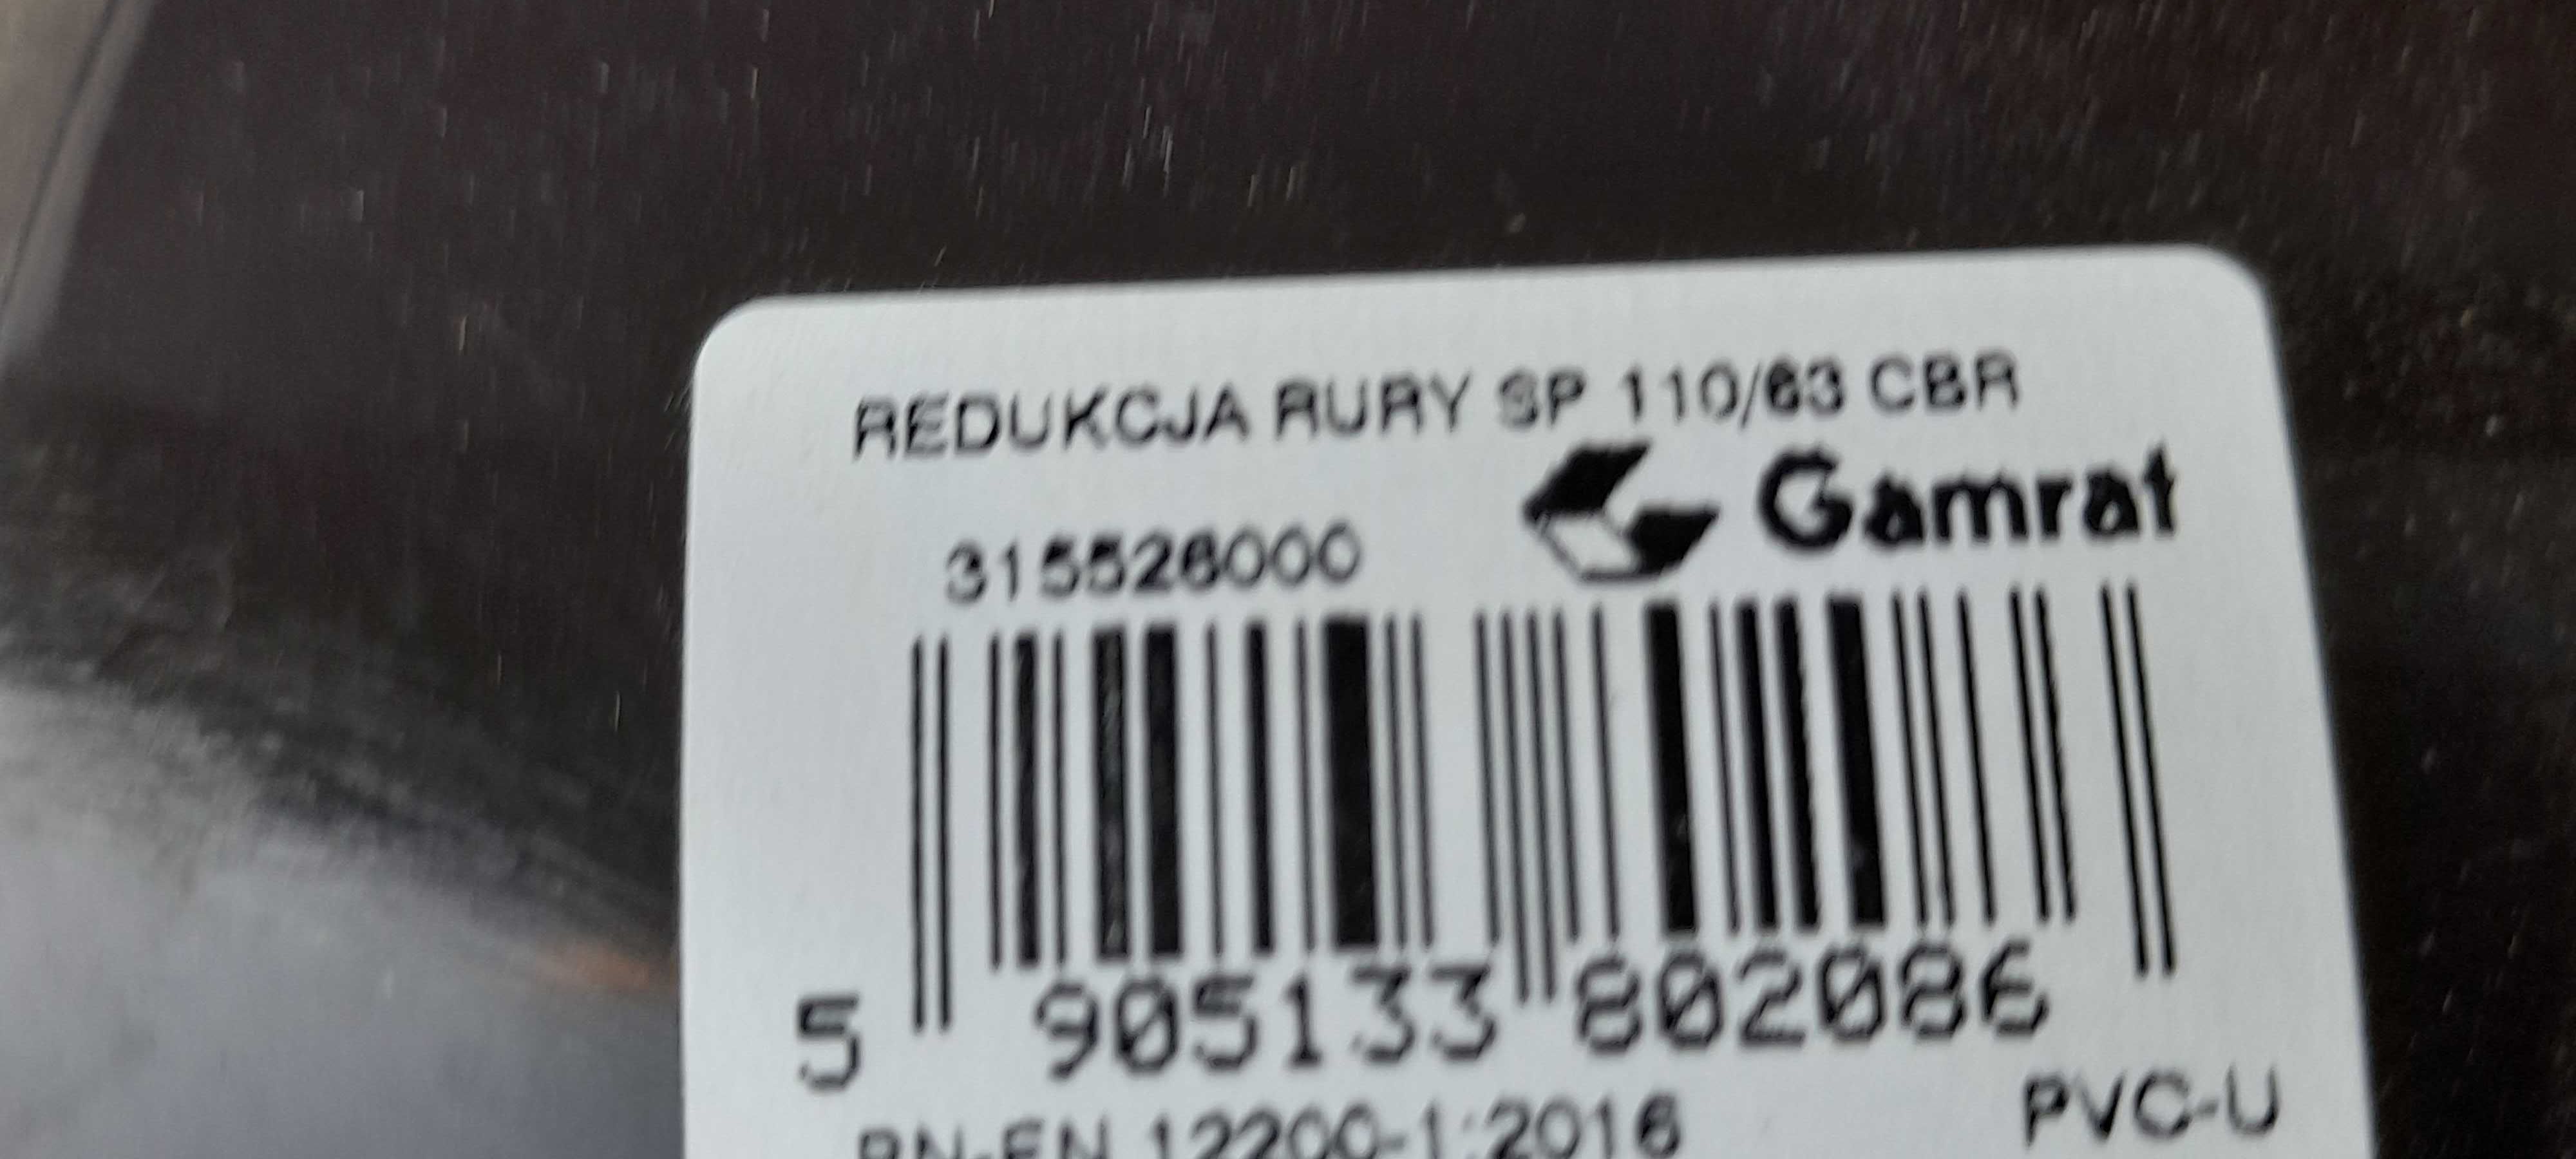 REDUKCJA RURY SP 110/63 CBR
315526000 Gamrat
5 905133 802086
PN-EN 12200-1:2016 PVC-U